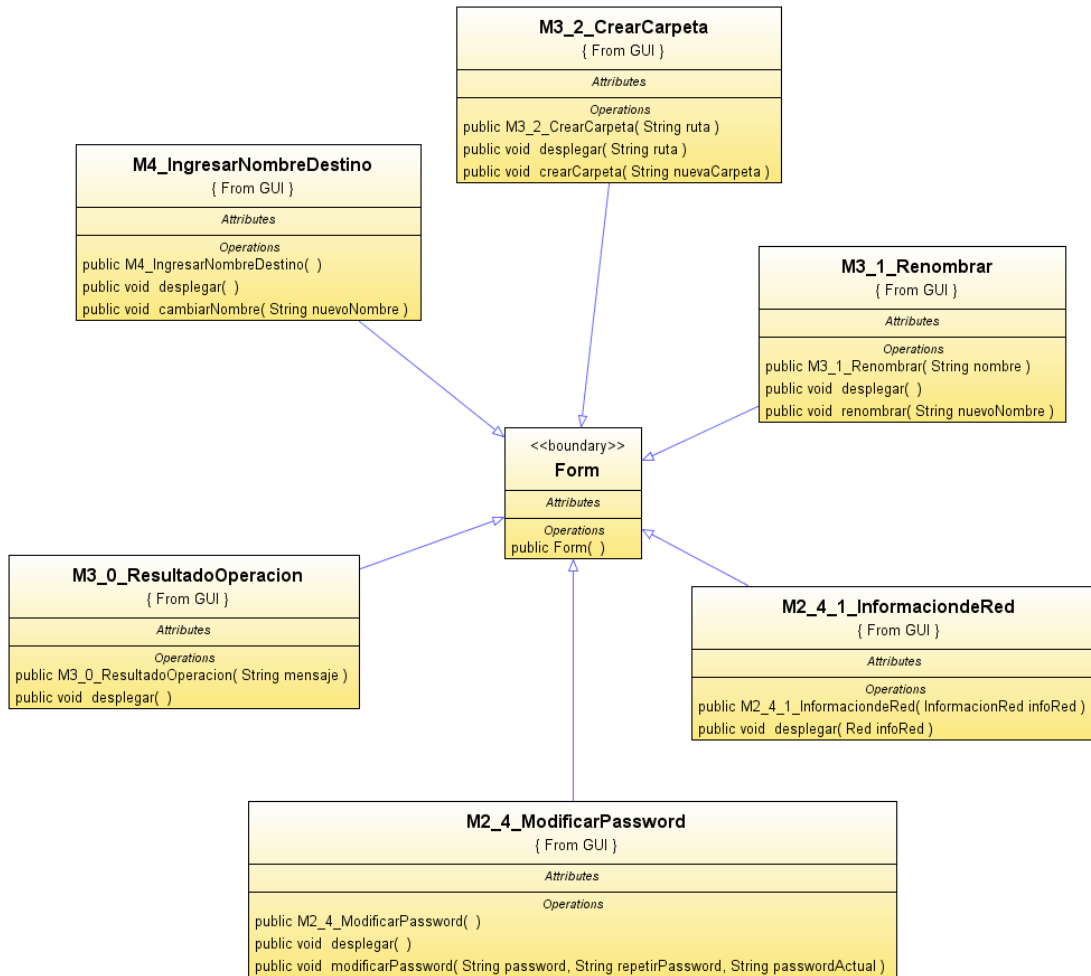 M3_2_CrearCarpeta
{ From GUI }
Attributes
Operations
public M3_2_CrearCarpeta( String ruta )
public void desplegar( String ruta )
public void crearCarpeta( String nuevaCarpeta )
M4_IngresarNombreDestino
{ From GUI }
Attributes
Operations
public M4_IngresarNombreDestino( )
public void desplegar( )
public void cambiarNombre( String nuevoNombre )
M3_1_Renombrar
{ From GUI }
Attributes
Operations
public M3_1_Renombrar( String nombre )
public void desplegar( )
public void renombrar( String nuevoNombre )
<<boundary>>
Form
Attributes
Operations
public Form( )
M3_0_ResultadoOperacion
{ From GUI }
Attributes
Operations
public M3_0_ResultadoOperacion( String mensaje )
public void desplegar( )
M2_4_1_InformaciondeRed
{ From GUI }
Attributes
Operations
public M2_4_1_InformaciondeRed( InformacionRed infoRed )
public void desplegar( Red infoRed )
M2_4_ModificarPassword
{ From GUI }
Attributes
Operations
public M2_4_ModificarPassword( )
public void desplegar( )
public void modificarPassword( String password, String repetirPassword, String passwordActual )